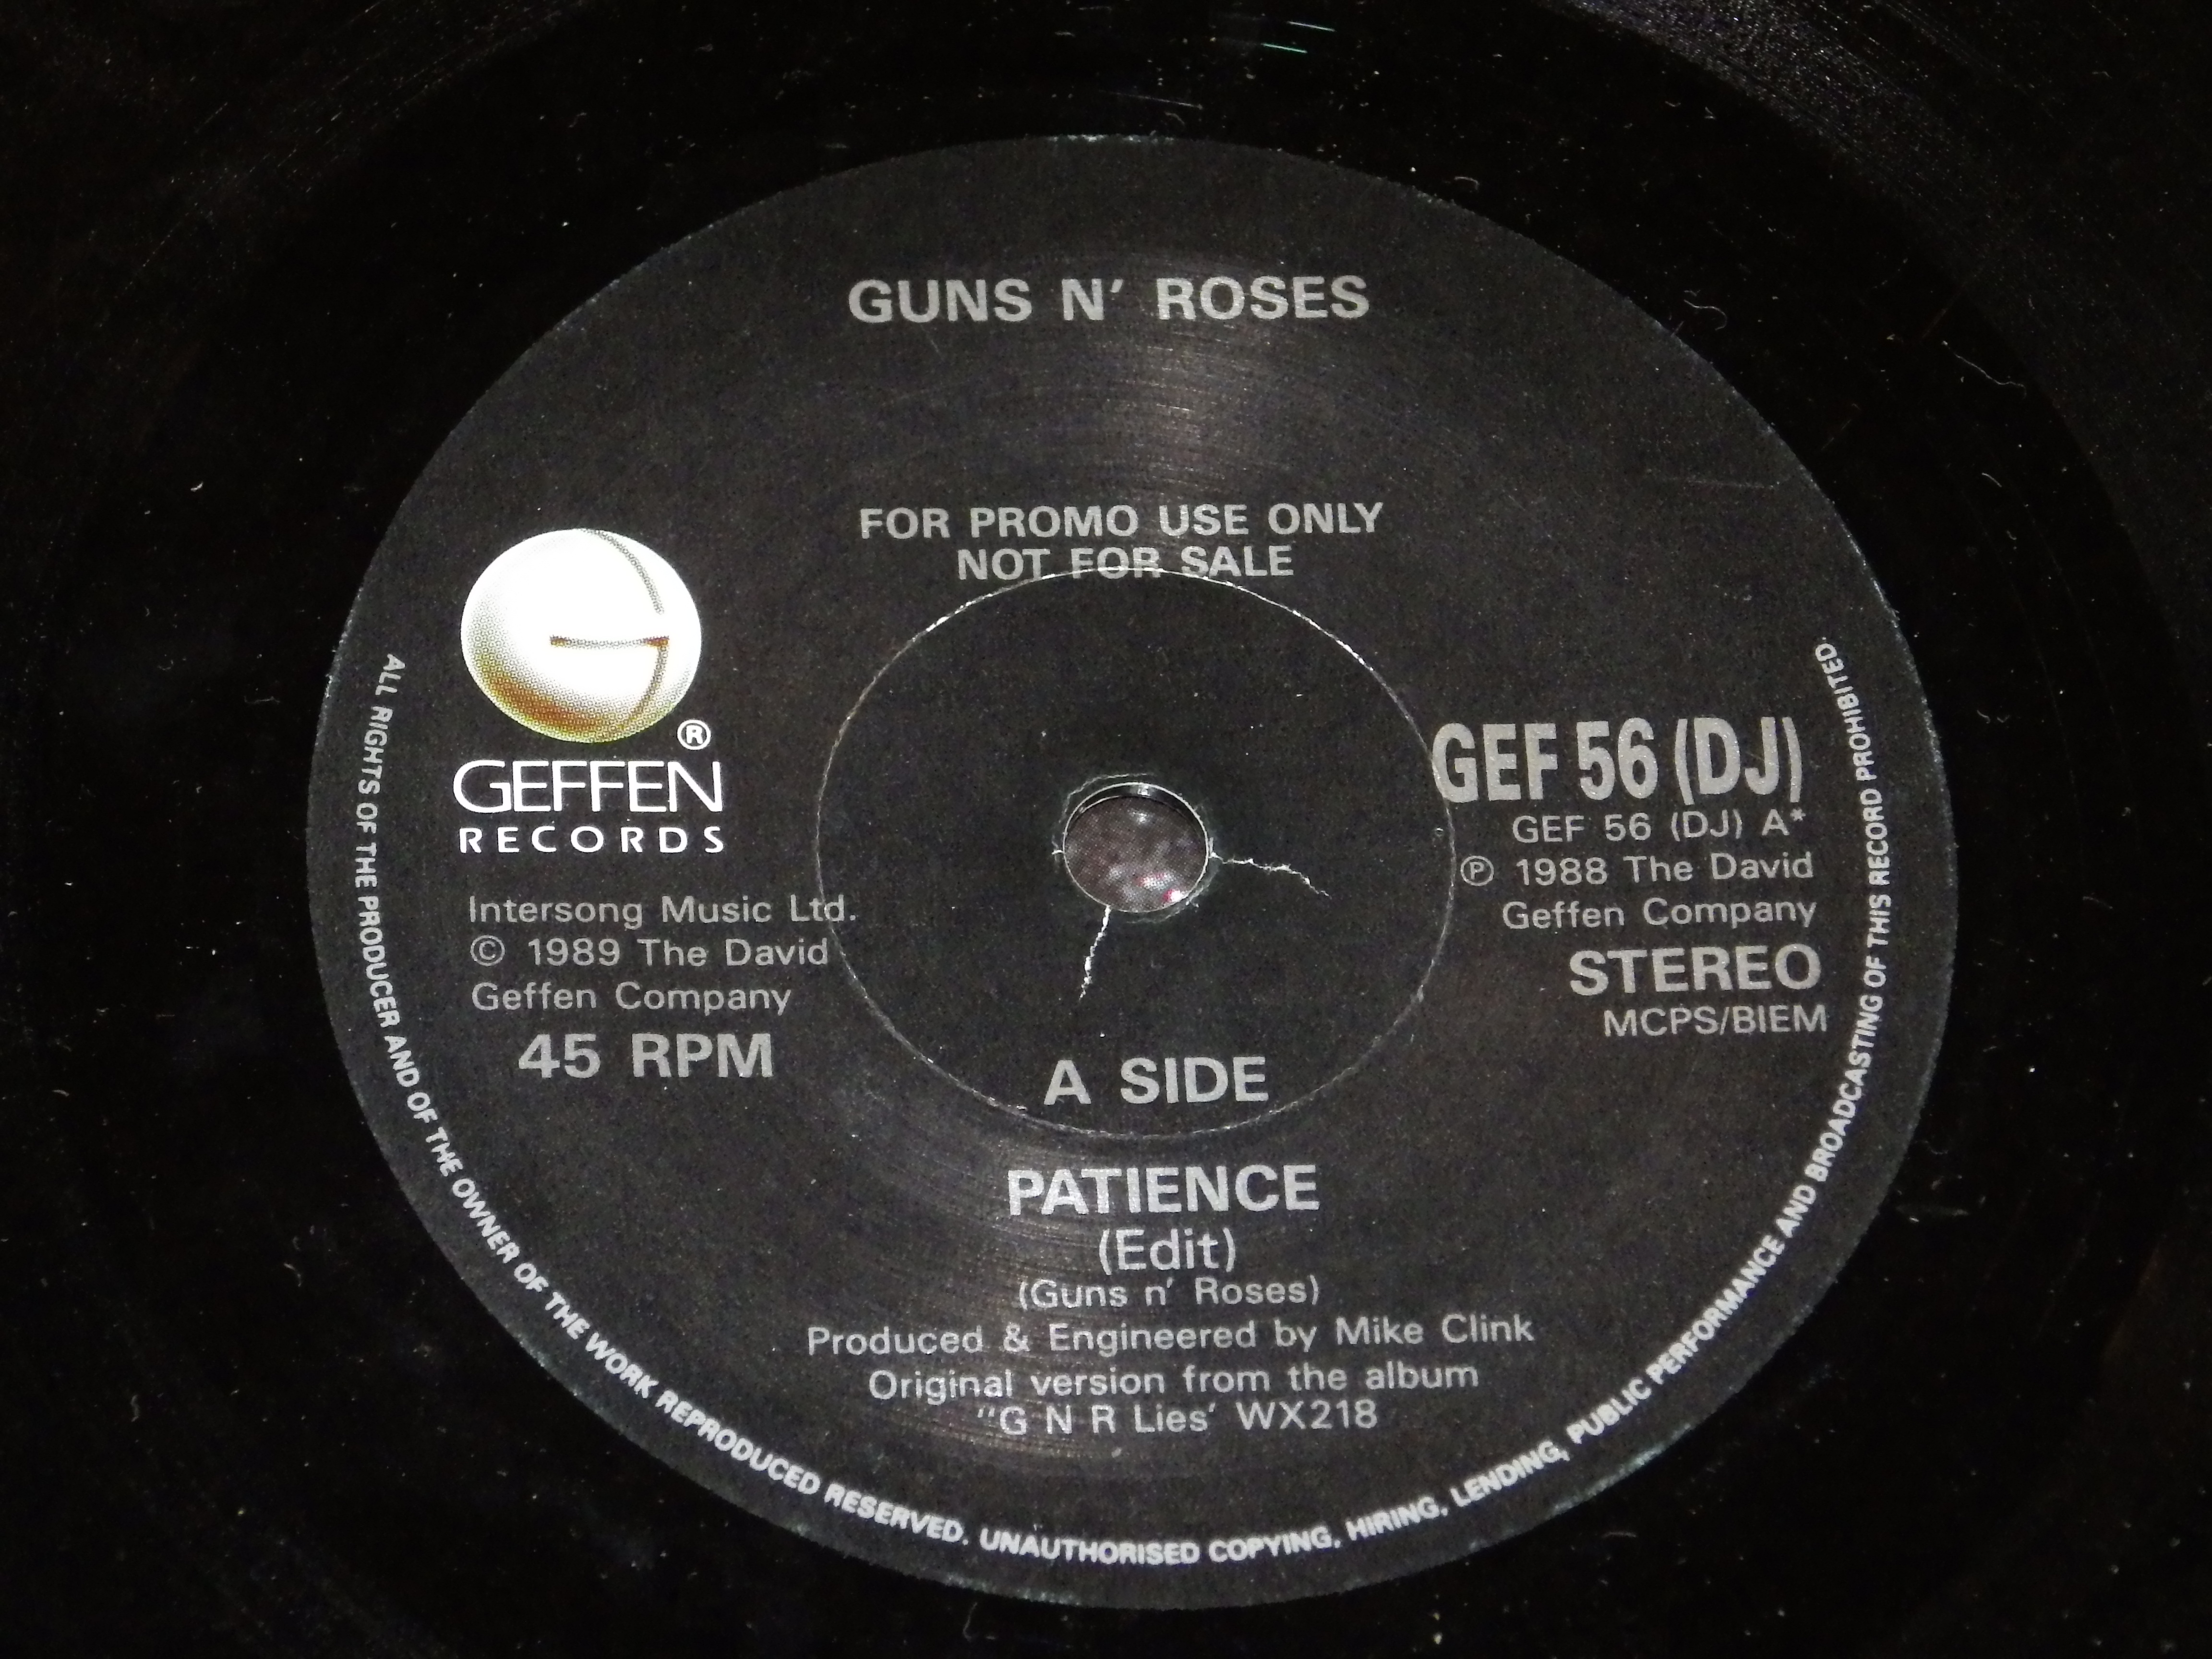 GUNS N' ROSES
FOR PROMO USE ONLY
NOT FOR SALE
®
GEFFEN
RECORDS
Intersong Music Ltd.
© 1989 The David
Geffen Company
45 RPM
GEF 56 (DJ)
GEF 56 (DJ) A*
℗ 1988 The David
Geffen Company
STEREO
MCPS/BIEM
A SIDE
PATIENCE
(Edit)
(Guns n' Roses)
Produced & Engineered by Mike Clink
Original version from the album
"G N R Lies' WX218
ALL RIGHTS OF THE PRODUCER AND OF THE OWNER OF THE WORK REPRODUCED RESERVED. UNAUTHORISED COPYING, HIRING, LENDING, PUBLIC PERFORMANCE AND BROADCASTING OF THIS RECORD PROHIBITED